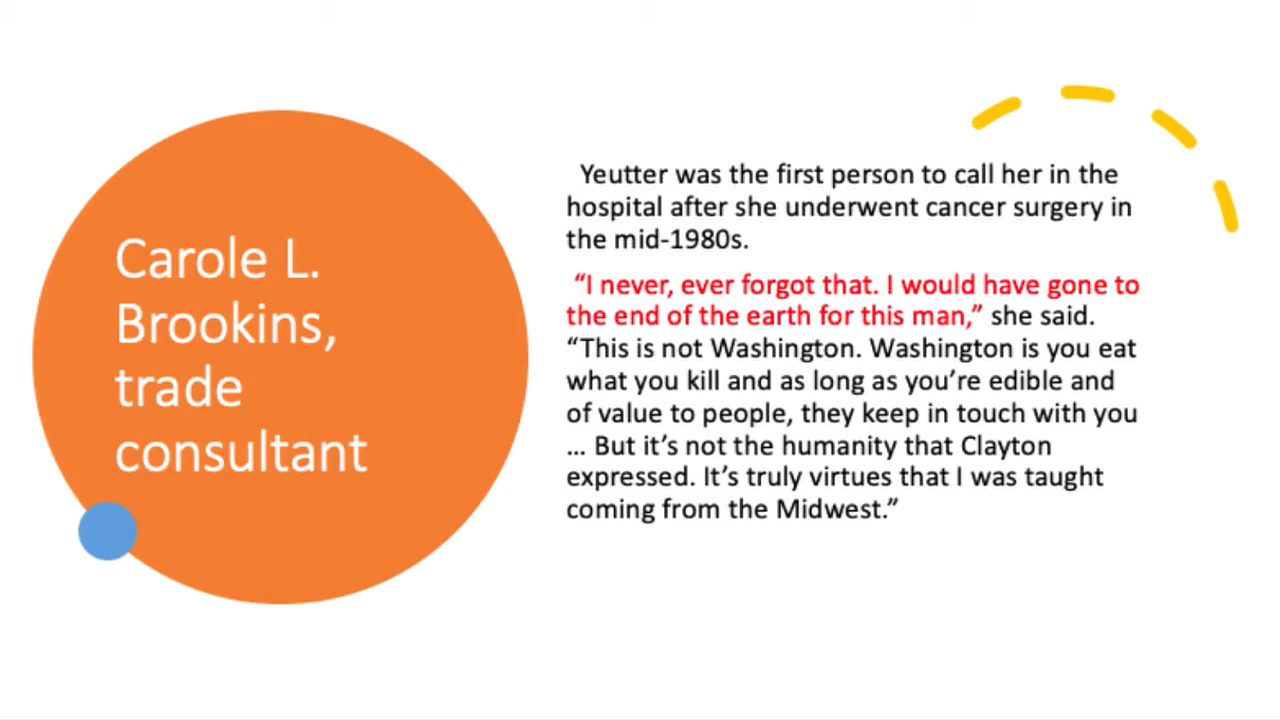 Carole L.
Brookins,
trade
consultant
Yeutter was the first person to call her in the
hospital after she underwent cancer surgery in
the mid-1980s.
“I never, ever forgot that. I would have gone to
the end of the earth for this man,” she said.
“This is not Washington. Washington is you eat
what you kill and as long as you’re edible and
of value to people, they keep in touch with you
… But it’s not the humanity that Clayton
expressed. It’s truly virtues that I was taught
coming from the Midwest.”